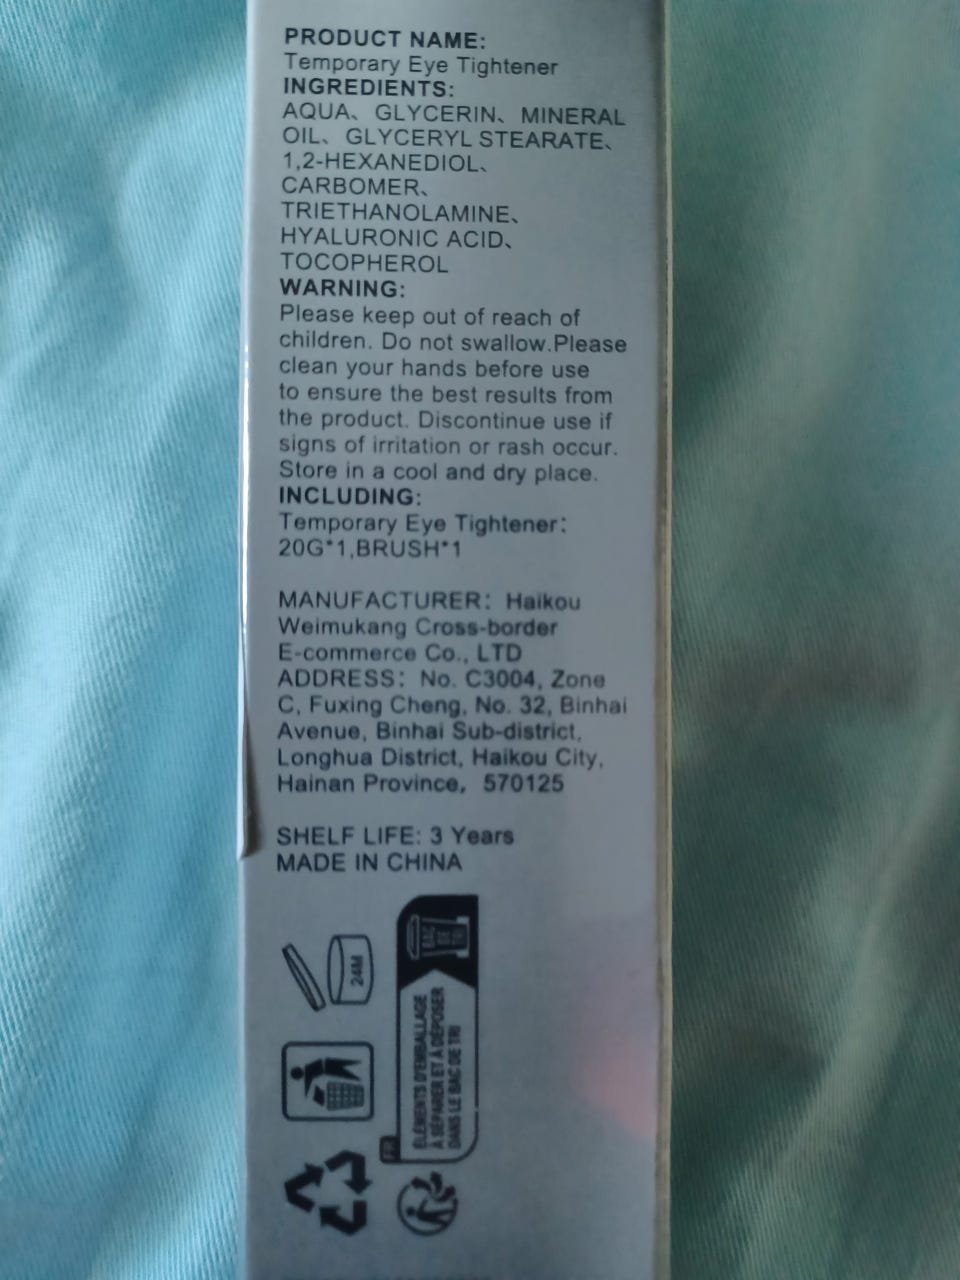 PRODUCT NAME:
Temporary Eye Tightener
INGREDIENTS:
AQUA、GLYCERIN、MINERAL
OIL、GLYCERYL STEARATE、
1,2-HEXANEDIOL、
CARBOMER、
TRIETHANOLAMINE、
HYALURONIC ACID、
TOCOPHEROL
WARNING:
Please keep out of reach of
children. Do not swallow.Please
clean your hands before use
to ensure the best results from
the product. Discontinue use if
signs of irritation or rash occur.
Store in a cool and dry place.
INCLUDING:
Temporary Eye Tightener:
20G*1,BRUSH*1
MANUFACTURER: Haikou
Weimukang Cross-border
E-commerce Co., LTD
ADDRESS: No. C3004, Zone
C, Fuxing Cheng, No. 32, Binhai
Avenue, Binhai Sub-district,
Longhua District, Haikou City,
Hainan Province, 570125
SHELF LIFE: 3 Years
MADE IN CHINA
24M
FR
ÉLÉMENTS D'EMBALLAGE
À SÉPARER ET À DÉPOSER
DANS LE BAC DE TRI
BAC
DE
TRI